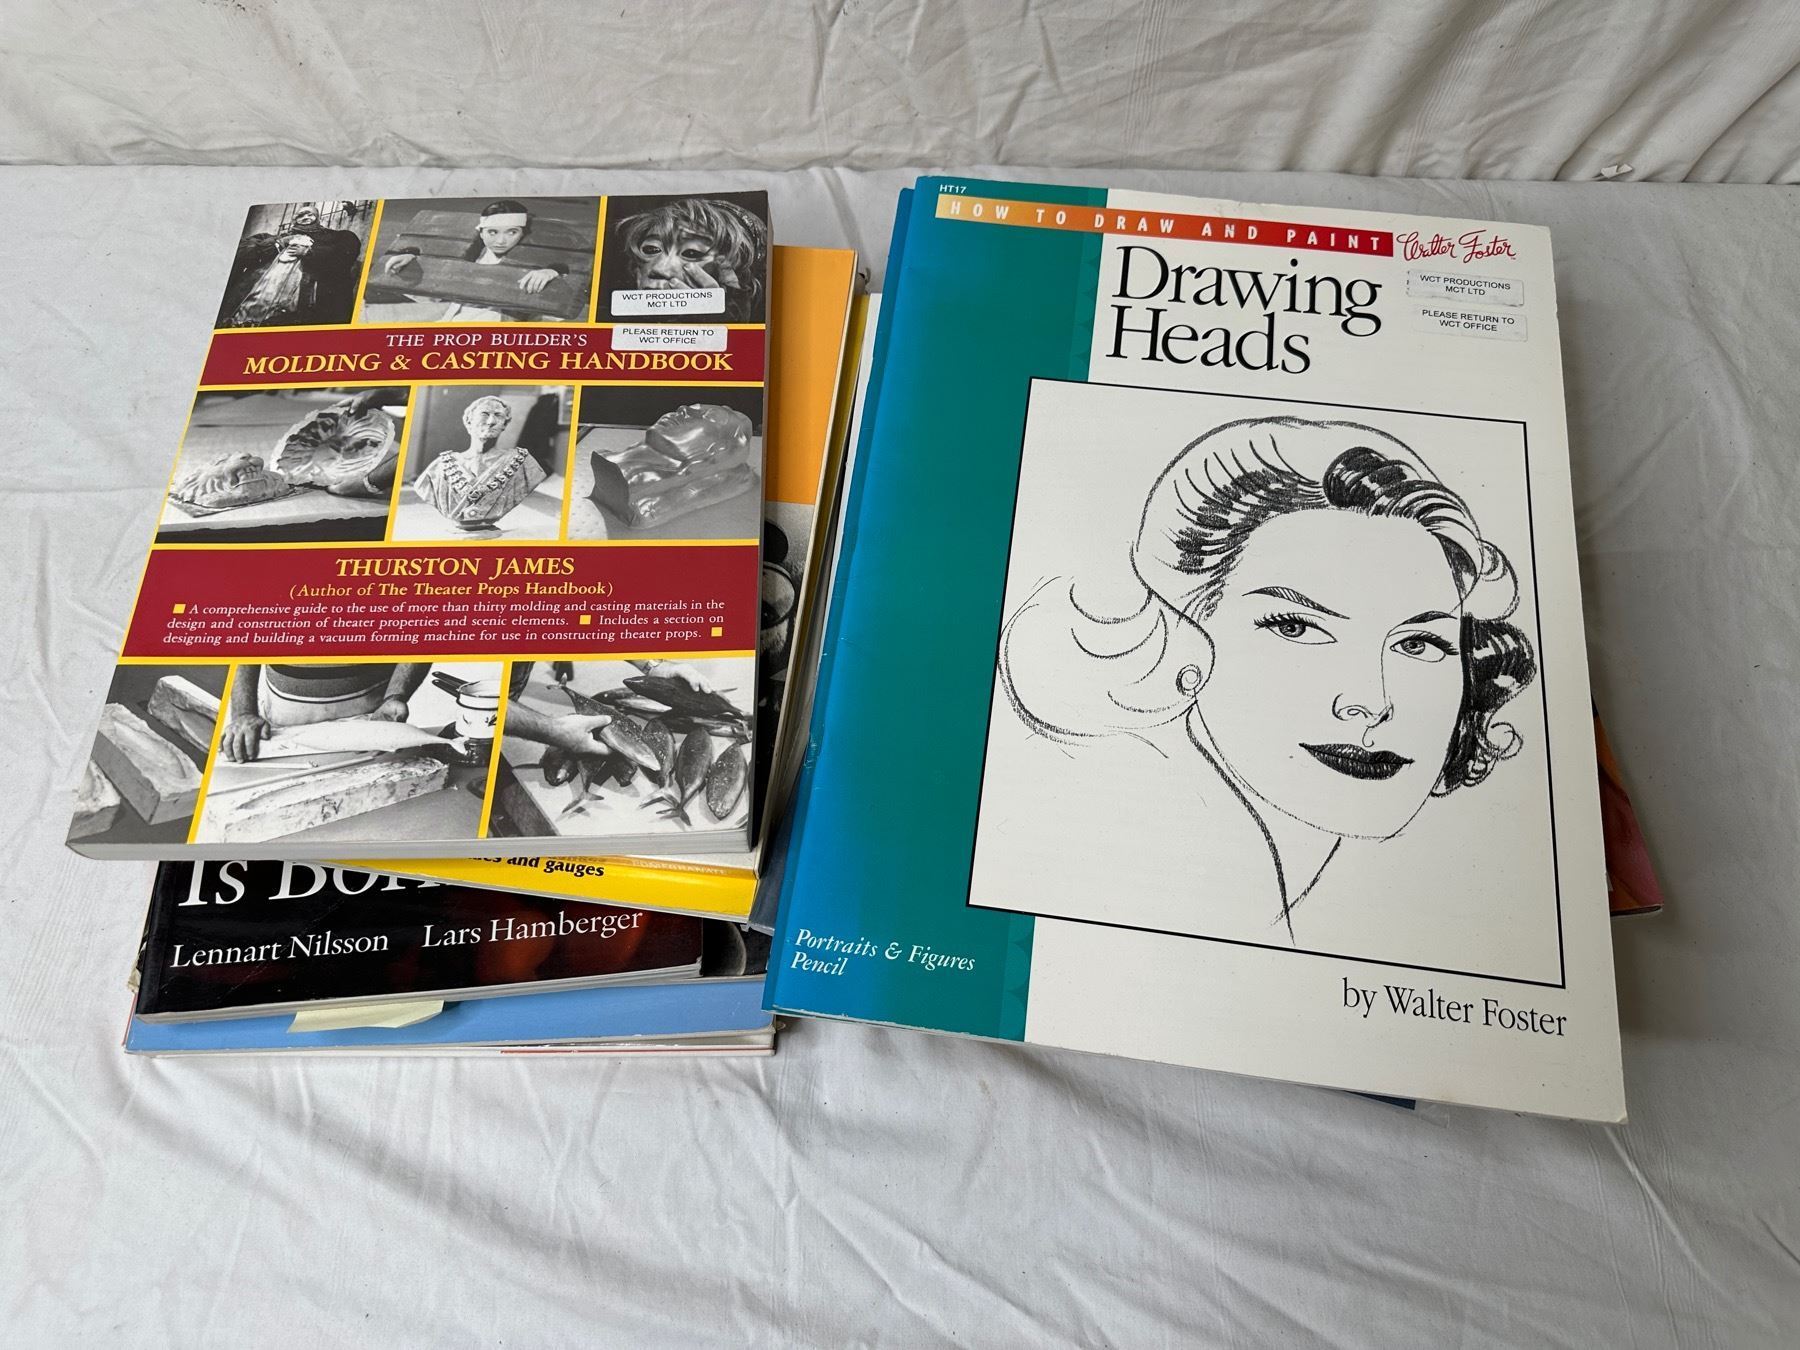 WCT PRODUCTIONS
MCT LTD
PLEASE RETURN TO
WCT OFFICE
THE PROP BUILDER'S
MOLDING & CASTING HANDBOOK
THURSTON JAMES
(Author of The Theater Props Handbook)
■ A comprehensive guide to the use of more than thirty molding and casting materials in the
design and construction of theater properties and scenic elements. ■ Includes a section on
designing and building a vacuum forming machine for use in constructing theater props. ■
and gauges
POMEGRANATE
Is
Lennart Nilsson Lars Hamberger
HT17
HOW TO DRAW AND PAINT
Walter Foster
Drawing
Heads
WCT PRODUCTIONS
MCT LTD
PLEASE RETURN TO
WCT OFFICE
Portraits & Figures
Pencil
by Walter Foster